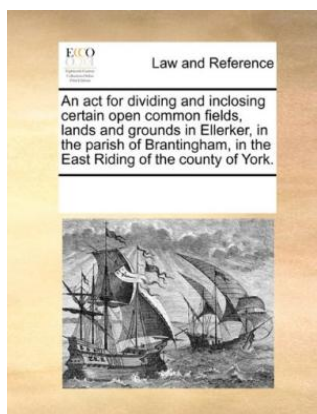 ECCO
Law and Reference
An act for dividing and inclosing
certain open common fields,
lands and grounds in Ellerker, in
the parish of Brantingham, in the
East Riding of the county of York.